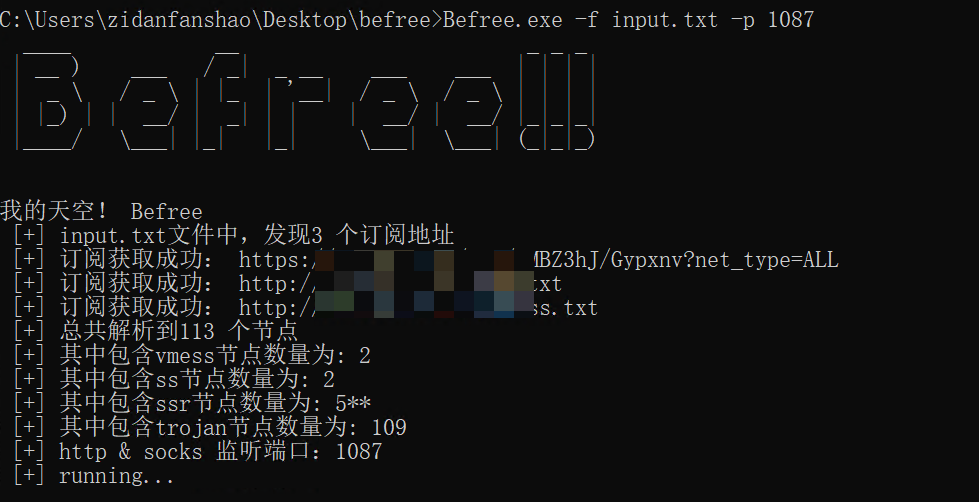 C:\Users\zidanfanshao\Desktop\befree>Befree.exe -f input.txt -p 1087
Befree!!!
我的天空！ Befree
[+] input.txt文件中，发现3 个订阅地址
[+] 订阅获取成功： https:/MBZ3hJ/Gypxnv?net_type=ALL
[+] 订阅获取成功： http://txt
[+] 订阅获取成功： http://ss.txt
[+] 总共解析到113 个节点
[+] 其中包含vmess节点数量为: 2
[+] 其中包含ss节点数量为: 2
[+] 其中包含ssr节点数量为: 5**
[+] 其中包含trojan节点数量为: 109
[+] http & socks 监听端口：1087
[+] running...